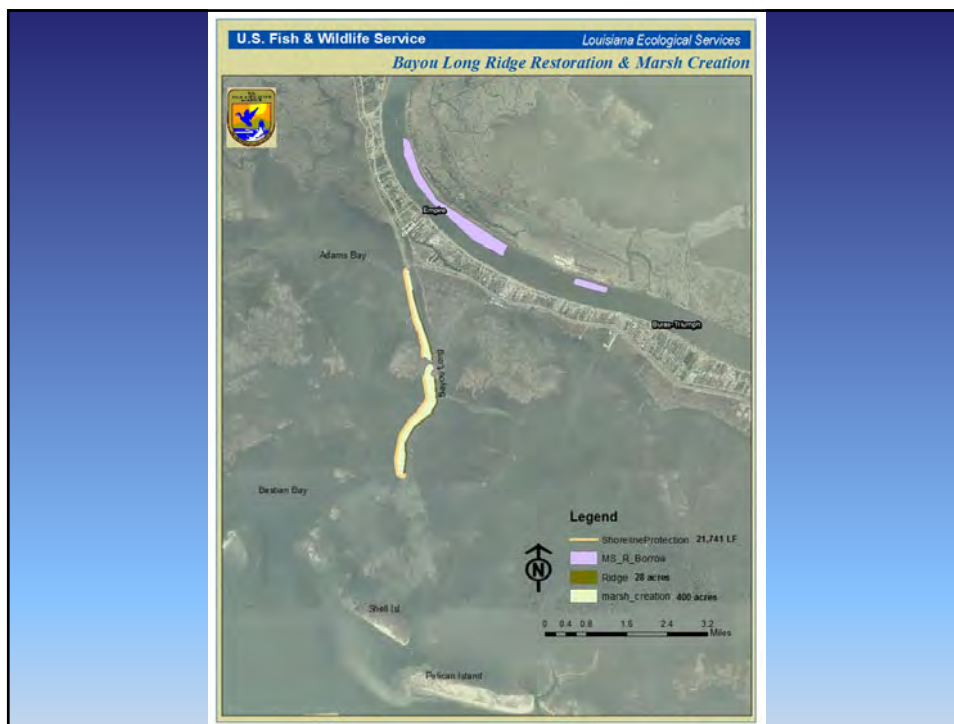 U.S. Fish & Wildlife Service Louisiana Ecological Services
Bayou Long Ridge Restoration & Marsh Creation
Empire
Adams Bay
Buras-Triumph
Bayou Long
Bastian Bay
Legend
ShorelineProtection 21,741 LF
MS_R_Borrow
Ridge 28 acres
marsh_creation 400 acres
N
0 0.4 0.8 1.6 2.4 3.2
Miles
Shell Isl
Pelican Island